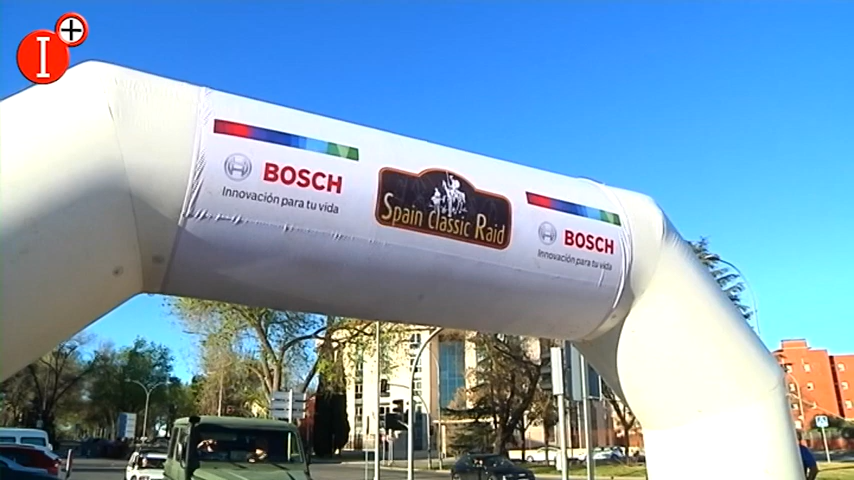 I+
BOSCH
Innovación para tu vida
Spain classic Raid
BOSCH
Innovación para tu vida